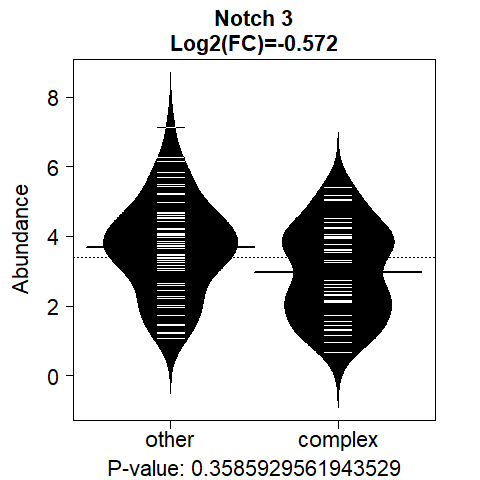 Notch 3
Log2(FC)=-0.572
Abundance
8
6
4
2
0
other
complex
P-value: 0.3585929561943529